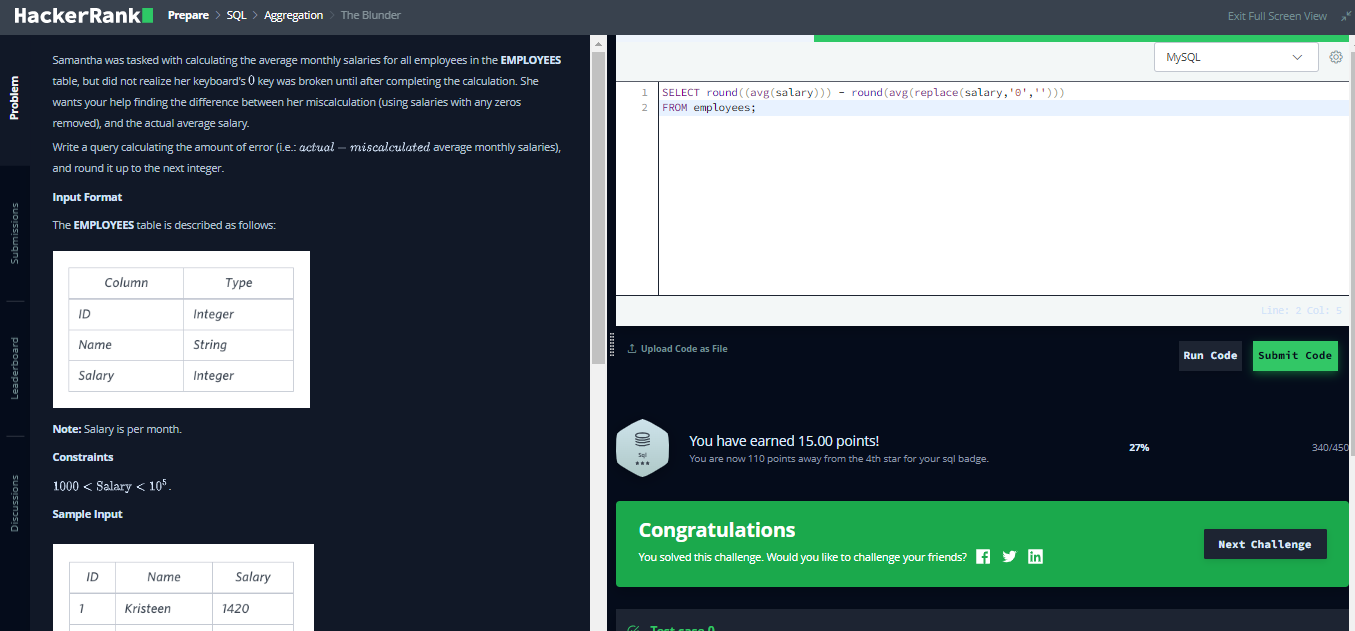 HackerRank
Prepare > SQL > Aggregation > The Blunder
Exit Full Screen View
Problem
Submissions
Leaderboard
Discussions
Samantha was tasked with calculating the average monthly salaries for all employees in the EMPLOYEES
table, but did not realize her keyboard's 0 key was broken until after completing the calculation. She
wants your help finding the difference between her miscalculation (using salaries with any zeros
removed), and the actual average salary.
Write a query calculating the amount of error (i.e.: actual − miscalculated average monthly salaries),
and round it up to the next integer.
Input Format
The EMPLOYEES table is described as follows:
Column Type
ID Integer
Name String
Salary Integer
Note: Salary is per month.
Constraints
1000 < Salary < 10⁵.
Sample Input
ID Name Salary
1 Kristeen 1420
MySQL
1 SELECT round((avg(salary))) - round(avg(replace(salary,'0','')))
2 FROM employees;
Line: 2 Col: 5
Upload Code as File
Run Code
Submit Code
Sql
You have earned 15.00 points!
You are now 110 points away from the 4th star for your sql badge.
27%
340/450
Congratulations
You solved this challenge. Would you like to challenge your friends?
Next Challenge
Test case 0